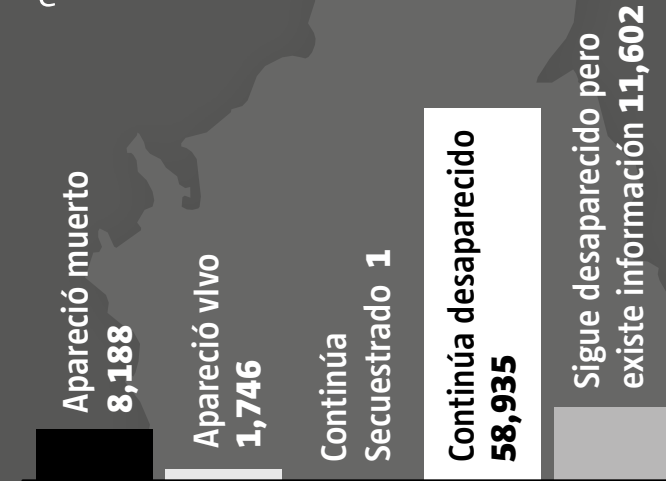 Apareció muerto
8,188
Apareció vIvo
1,746
Continúa
Secuestrado 1
Continúa desaparecido
58,935
Sigue desaparecido pero
existe información 11,602